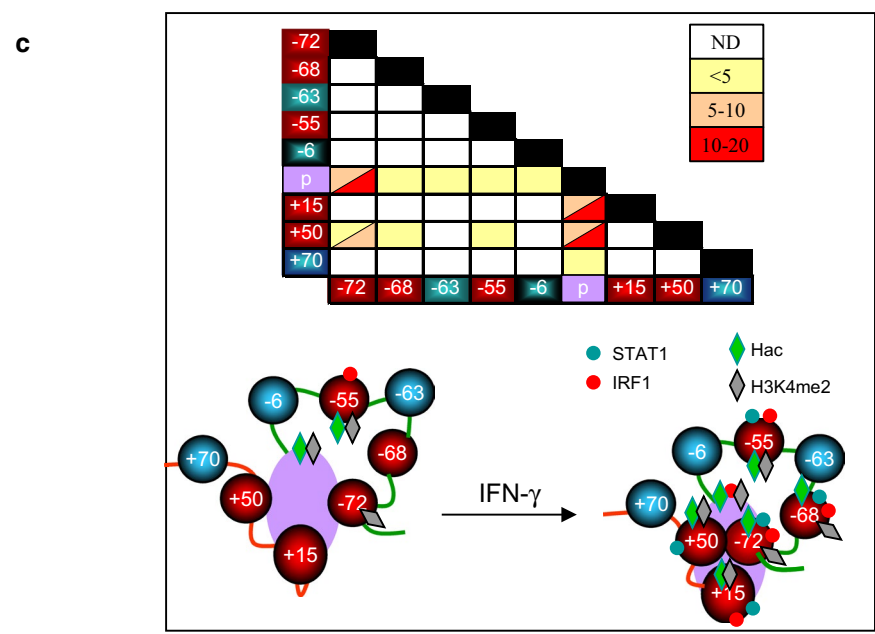 c
-72
-68
-63
-55
-6
p
+15
+50
+70
-72 -68 -63 -55 -6 p +15 +50 +70
ND
<5
5-10
10-20
STAT1
IRF1
Hac
H3K4me2
-6 -55 -63
+70 -68
+50 -72
+15
IFN-γ
-6 -55 -63
+70 -68
+50 -72
+15